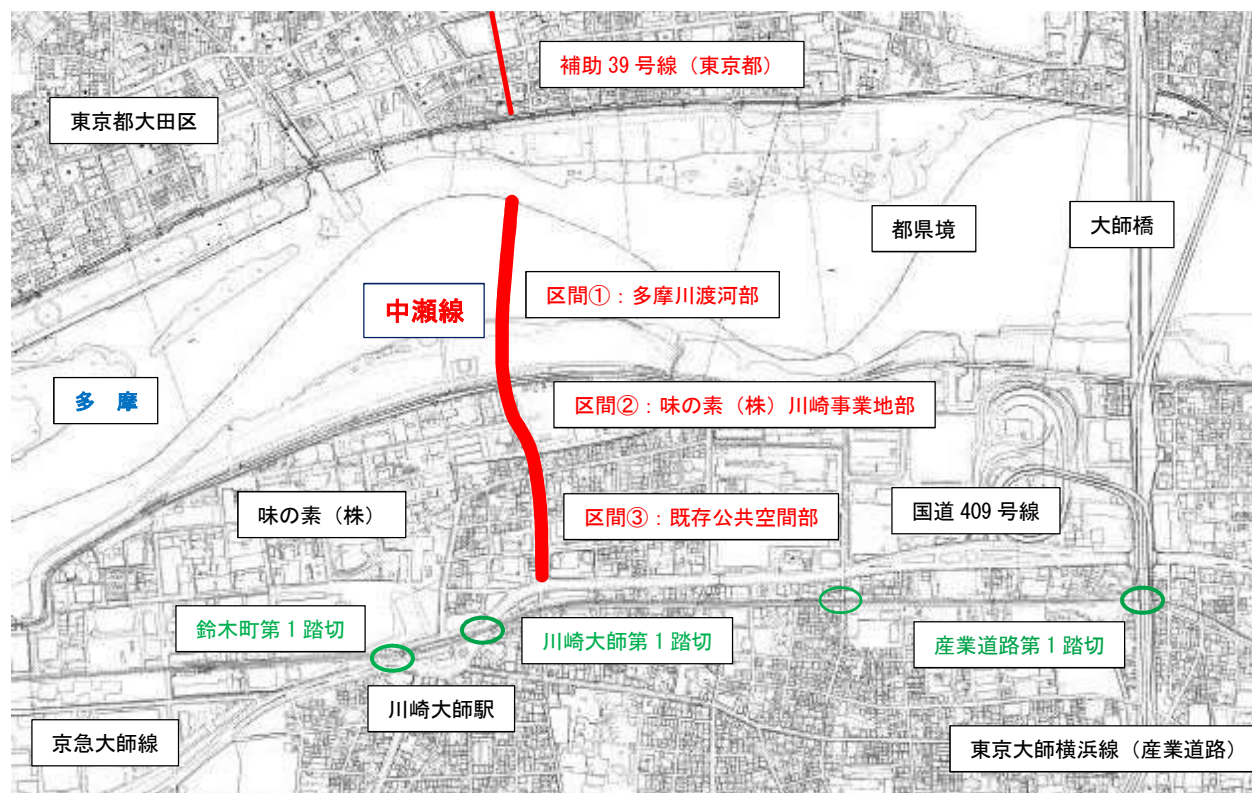 補助 39 号線（東京都）
東京都大田区
都県境
大師橋
区間①：多摩川渡河部
中瀬線
多 摩
区間②：味の素（株）川崎事業地部
味の素（株）
区間③：既存公共空間部
国道 409 号線
鈴木町第 1 踏切
川崎大師第 1 踏切
産業道路第 1 踏切
川崎大師駅
京急大師線
東京大師横浜線（産業道路）